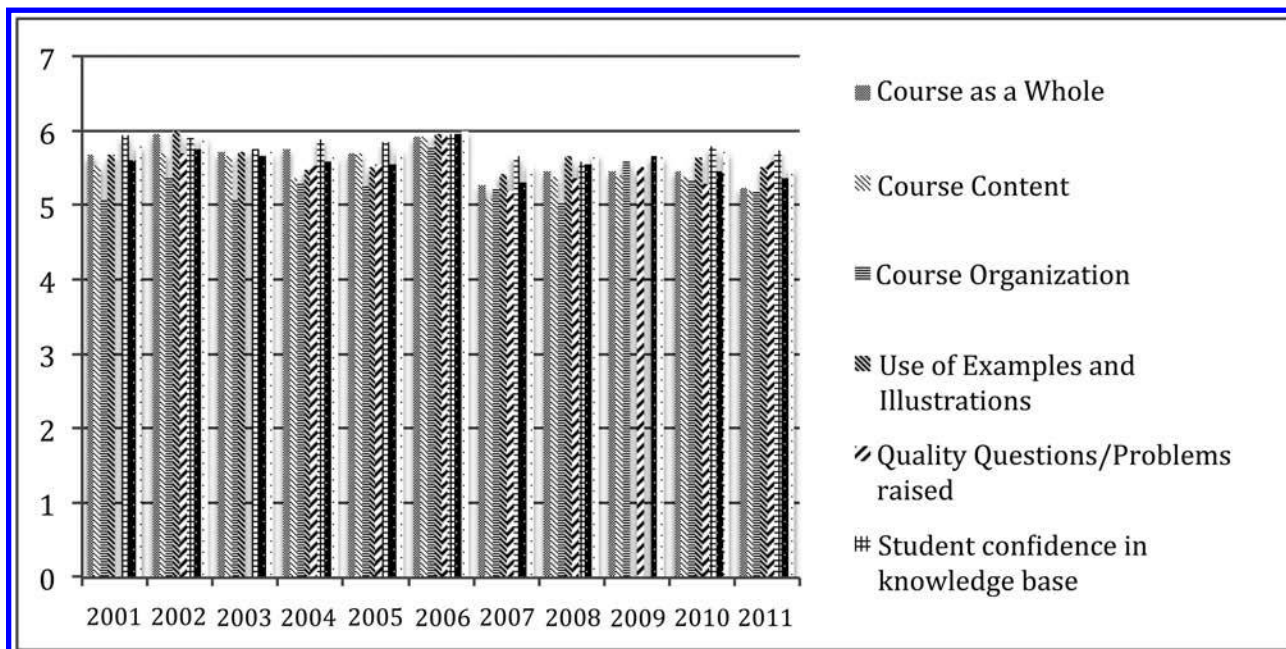 7
6
5
4
3
2
1
0
2001 2002 2003 2004 2005 2006 2007 2008 2009 2010 2011
Course as a Whole
Course Content
Course Organization
Use of Examples and
Illustrations
Quality Questions/Problems
raised
Student confidence in
knowledge base